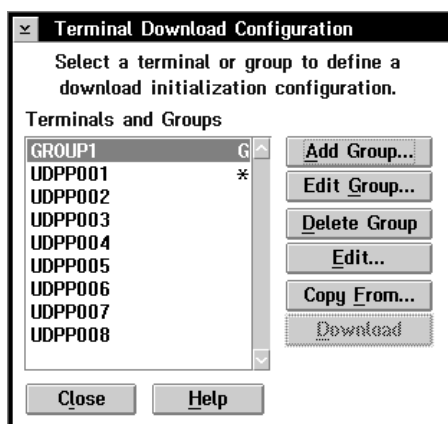 Terminal Download Configuration
Select a terminal or group to define a
download initialization configuration.
Terminals and Groups
GROUP1 G
UDPP001 *
UDPP002
UDPP003
UDPP004
UDPP005
UDPP006
UDPP007
UDPP008
Add Group...
Edit Group...
Delete Group
Edit...
Copy From...
Download
Close
Help